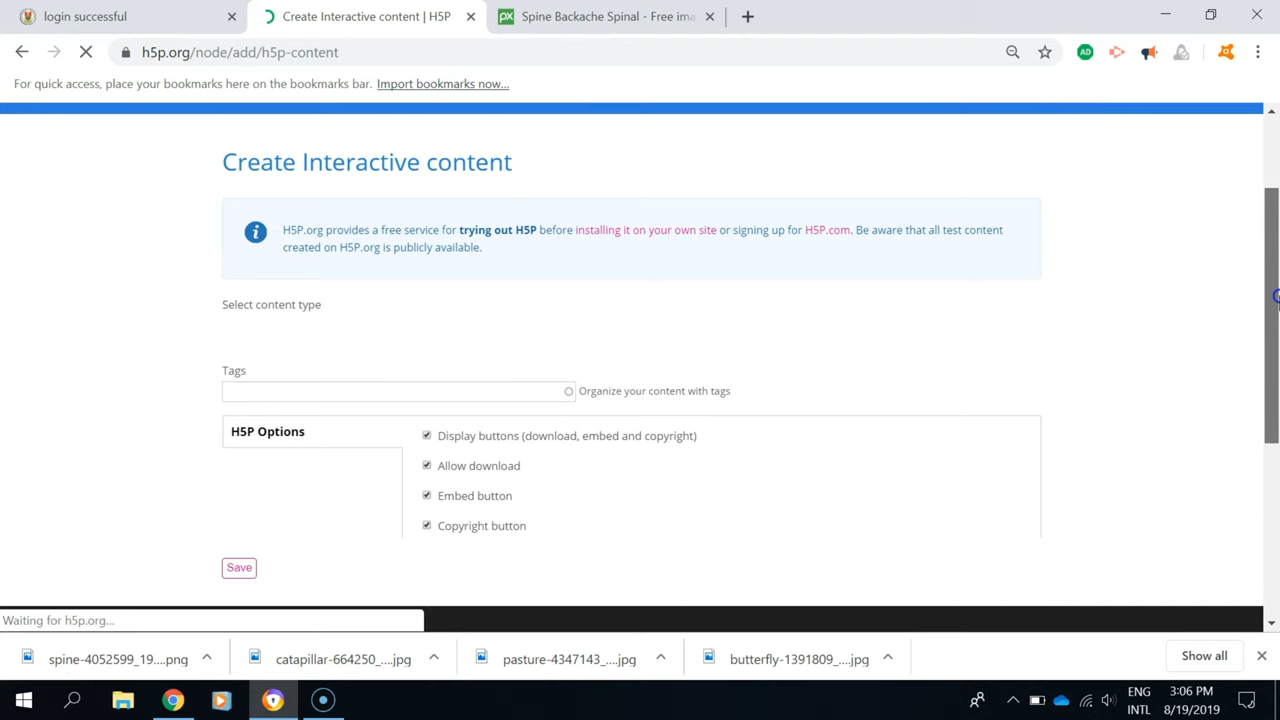 login successful
Create Interactive content | H5P
Spine Backache Spinal - Free ima
h5p.org/node/add/h5p-content
AD
For quick access, place your bookmarks here on the bookmarks bar. Import bookmarks now...
Create Interactive content
H5P.org provides a free service for trying out H5P before installing it on your own site or signing up for H5P.com. Be aware that all test content
created on H5P.org is publicly available.
Select content type
Tags
Organize your content with tags
H5P Options
Display buttons (download, embed and copyright)
Allow download
Embed button
Copyright button
Save
Waiting for h5p.org...
spine-4052599_19....png
catapillar-664250_....jpg
pasture-4347143_....jpg
butterfly-1391809_....jpg
Show all
ENG
INTL
3:06 PM
8/19/2019